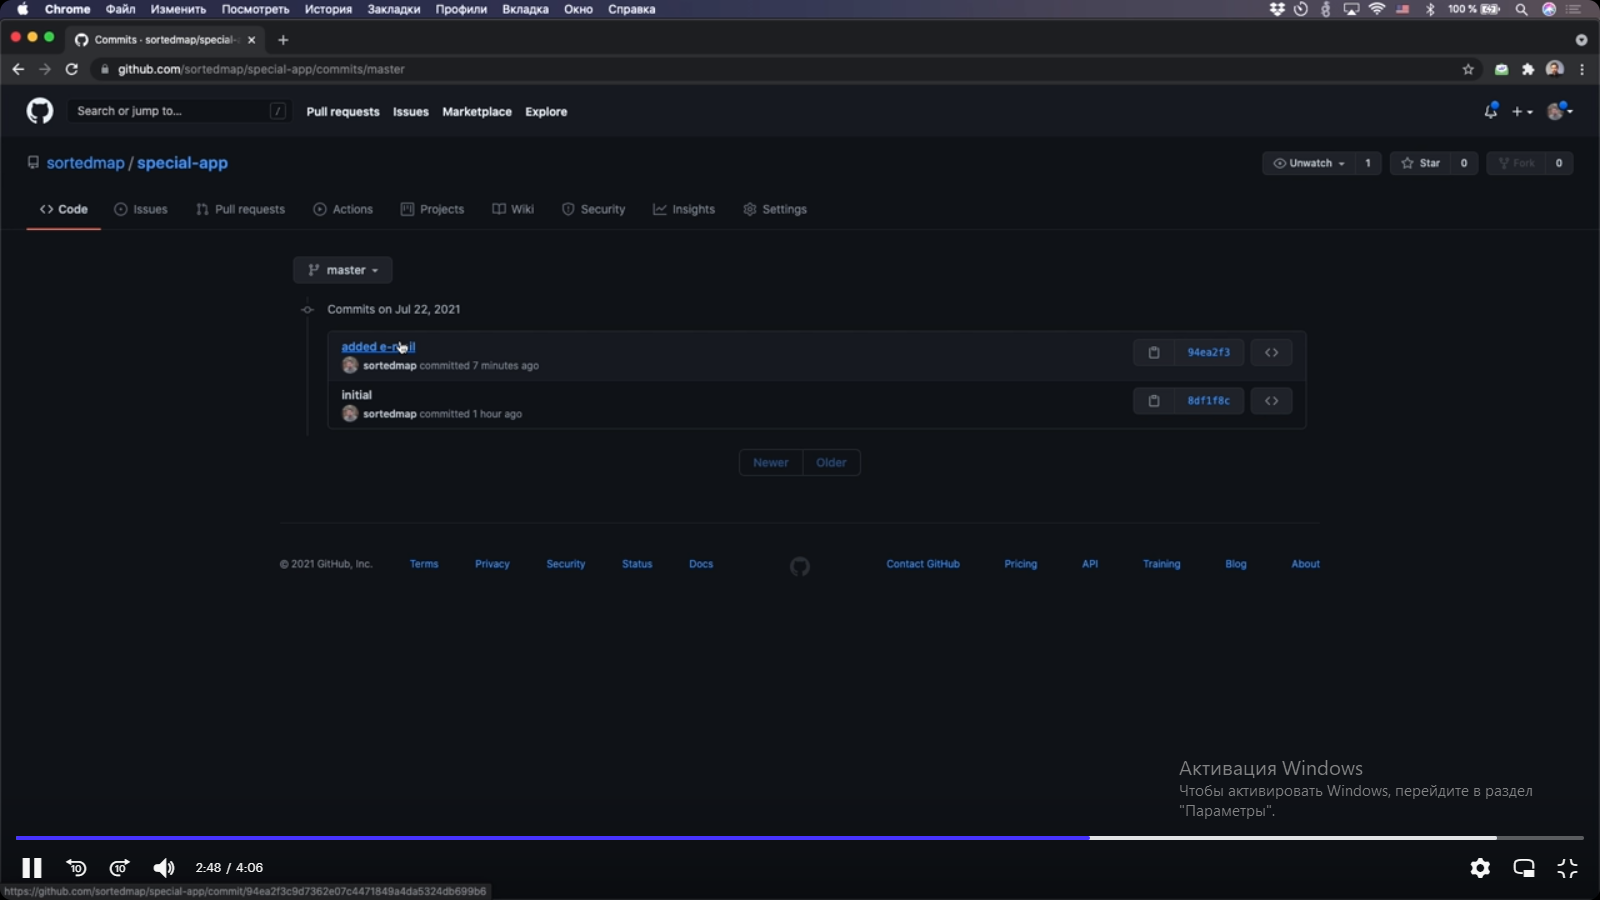 Chrome Файл Изменить Посмотреть История Закладки Профили Вкладка Окно Справка 100 %
Commits · sortedmap/special-
github.com/sortedmap/special-app/commits/master
Search or jump to... / Pull requests Issues Marketplace Explore
sortedmap / special-app Unwatch 1 Star 0 Fork 0
Code Issues Pull requests Actions Projects Wiki Security Insights Settings
master
Commits on Jul 22, 2021
added
sortedmap committed 7 minutes ago
94ea2f3
initial
sortedmap committed 1 hour ago
8df1f8c
Newer Older
© 2021 GitHub, Inc. Terms Privacy Security Status Docs Contact GitHub Pricing API Training Blog About
Активация Windows
Чтобы активировать Windows, перейдите в раздел
"Параметры".
10 10 2:48 / 4:06
https://github.com/sortedmap/special-app/commit/94ea2f3c9d7362e07c4471849a4da5324db699b6